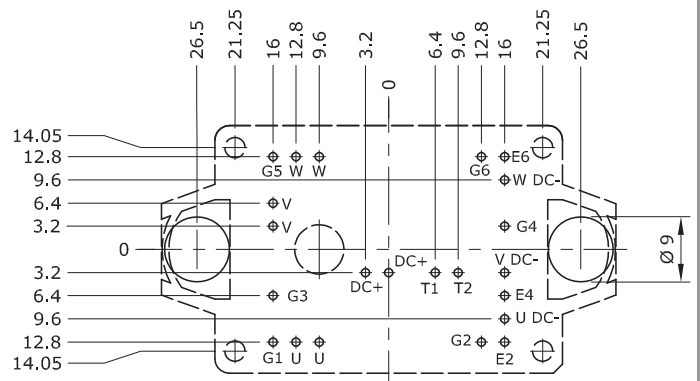 26.5 21.25 16 12.8 9.6 3.2 0 6.4 9.6 12.8 16 21.25 26.5
14.05
12.8 G5 W W G6 E6
9.6 W DC-
6.4 V
3.2 V G4
0 Ø 9
DC+ V DC-
3.2 DC+ T1 T2
6.4 G3 E4
9.6 U DC-
12.8 G1 U U G2 E2
14.05